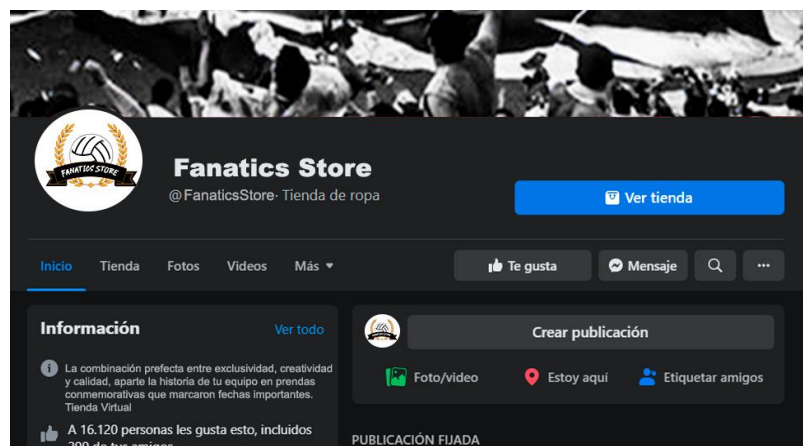 FANATICS STORE
Fanatics Store
@FanaticsStore· Tienda de ropa
Ver tienda
Inicio Tienda Fotos Videos Más
Te gusta Mensaje
Información Ver todo
La combinación prefecta entre exclusividad, creatividad
y calidad, aparte la historia de tu equipo en prendas
conmemorativas que marcaron fechas importantes.
Tienda Virtual
A 16.120 personas les gusta esto, incluidos
de tus amigos
Crear publicación
Foto/video Estoy aquí Etiquetar amigos
PUBLICACIÓN FIJADA